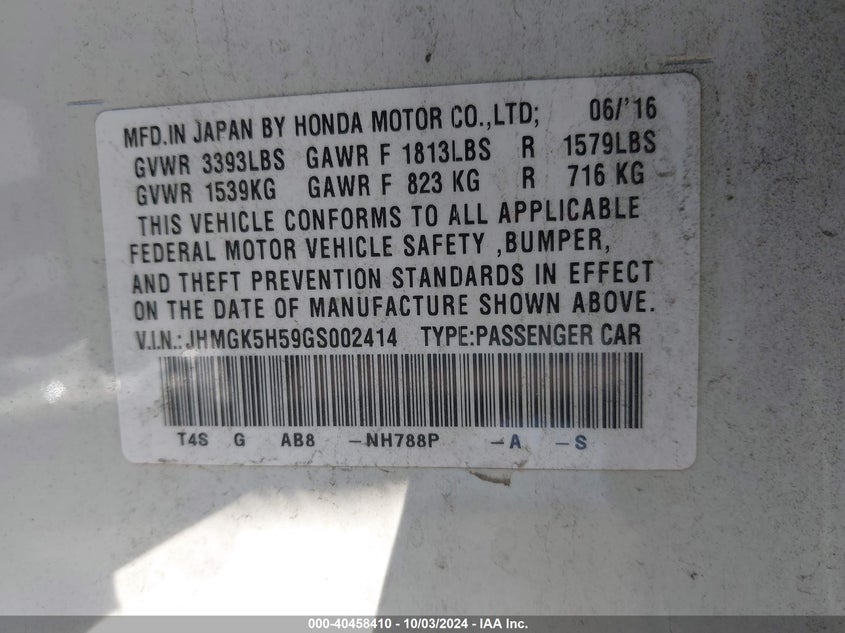 MFD.IN JAPAN BY HONDA MOTOR CO.,LTD; 06/'16
GVWR 3393LBS GAWR F 1813LBS R 1579LBS
GVWR 1539KG GAWR F 823 KG R 716 KG
THIS VEHICLE CONFORMS TO ALL APPLICABLE
FEDERAL MOTOR VEHICLE SAFETY ,BUMPER,
AND THEFT PREVENTION STANDARDS IN EFFECT
ON THE DATE OF MANUFACTURE SHOWN ABOVE.
V.I.N.:JHMGK5H59GS002414 TYPE:PASSENGER CAR
T4S G AB8 -NH788P -A -S
000-40458410 - 10/03/2024 - IAA Inc.